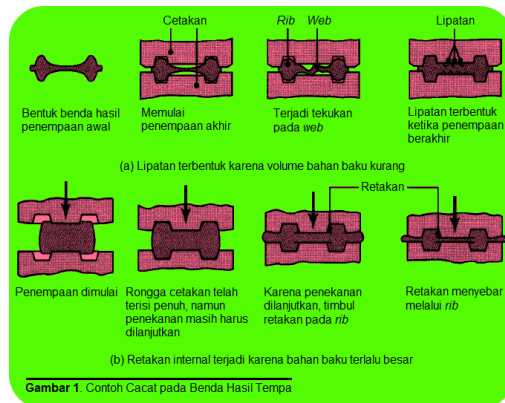 Cetakan
Rib Web
Lipatan
Bentuk benda hasil
penempaan awal
Memulai
penempaan akhir
Terjadi tekukan
pada web
Lipatan terbentuk
ketika penempaan
berakhir
(a) Lipatan terbentuk karena volume bahan baku kurang
Retakan
Penempaan dimulai
Rongga cetakan telah
terisi penuh, namun
penekanan masih harus
dilanjutkan
Karena penekanan
dilanjutkan, timbul
retakan pada rib
Retakan menyebar
melalui rib
(b) Retakan internal terjadi karena bahan baku terlalu besar
Gambar 1. Contoh Cacat pada Benda Hasil Tempa